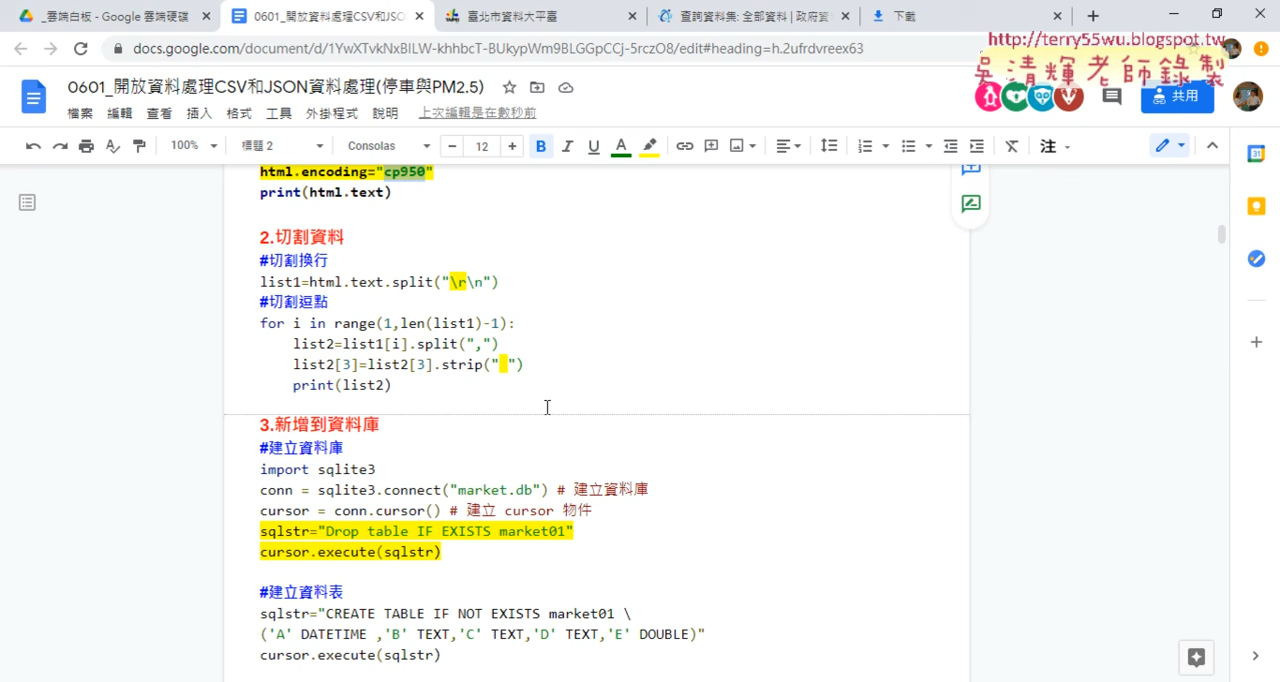 _雲端白板 - Google 雲端硬碟
0601_開放資料處理CSV和JSO
臺北市資料大平臺
查詢資料集: 全部資料 | 政府資
下載
docs.google.com/document/d/1YwXTvkNxBILW-khhbcT-BUkypWm9BLGGpCCj-5rczO8/edit#heading=h.2ufrdvreex63
http://terry55wu.blogspot.tw
吳清輝老師錄製
0601_開放資料處理CSV和JSON資料處理(停車與PM2.5)
共用
檔案 編輯 查看 插入 格式 工具 外掛程式 說明 上次編輯是在數秒前
100% 標題 2 Consolas 12 B I U A 注
html.encoding="cp950"
print(html.text)
2.切割資料
#切割換行
list1=html.text.split("\r\n")
#切割逗點
for i in range(1,len(list1)-1):
list2=list1[i].split(",")
list2[3]=list2[3].strip(" ")
print(list2)
3.新增到資料庫
#建立資料庫
import sqlite3
conn = sqlite3.connect("market.db") # 建立資料庫
cursor = conn.cursor() # 建立 cursor 物件
sqlstr="Drop table IF EXISTS market01"
cursor.execute(sqlstr)
#建立資料表
sqlstr="CREATE TABLE IF NOT EXISTS market01 \
('A' DATETIME ,'B' TEXT,'C' TEXT,'D' TEXT,'E' DOUBLE)"
cursor.execute(sqlstr)